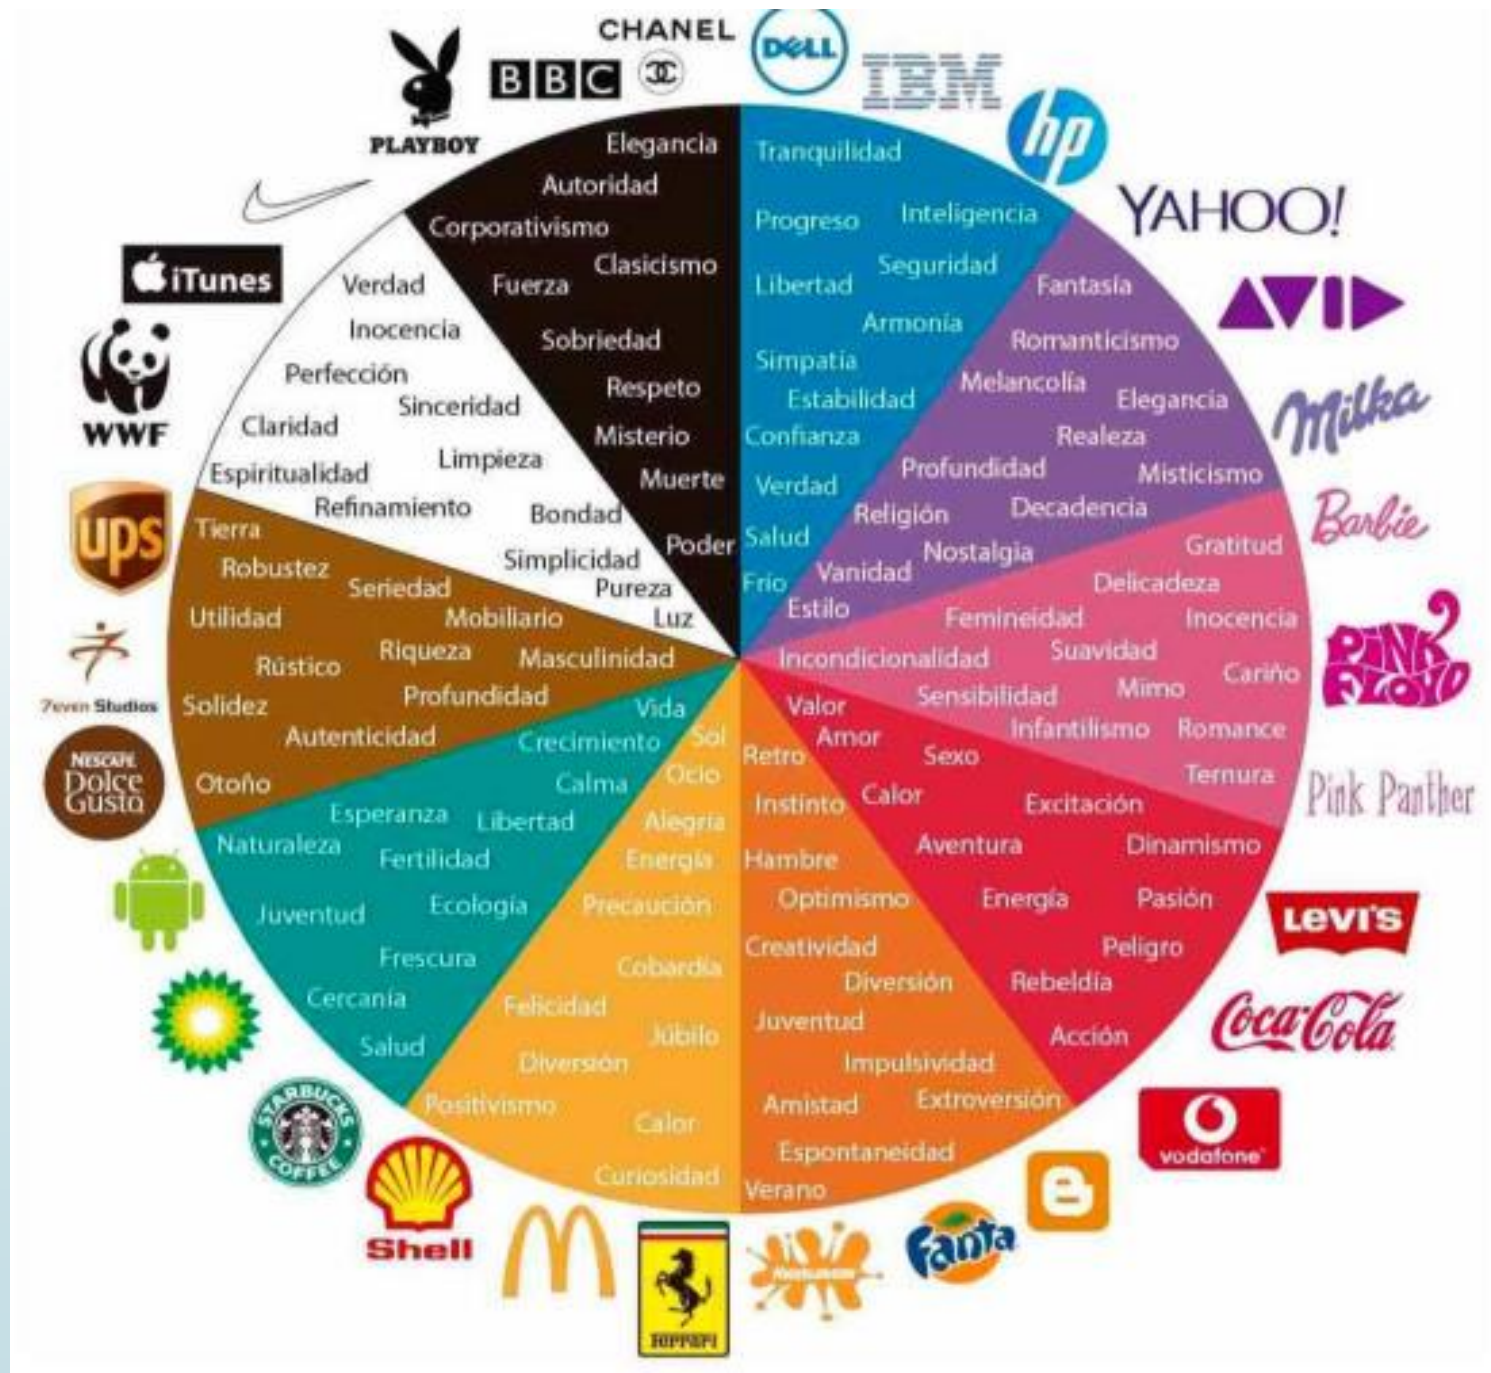 CHANEL
DELL
BBC
IBM
PLAYBOY
hp
YAHOO!
iTunes
AVID
WWF
Milka
ups
Barbie
PINK FLOYD
7even Studios
NESCAFÉ
Dolce
Gusto
Pink Panther
LEVI'S
Coca-Cola
STARBUCKS
COFFEE
vodafone
Shell
Fanta
Ferrari
NICKELODEON
Elegancia
Autoridad
Corporativismo
Clasicismo
Fuerza
Sobriedad
Respeto
Misterio
Muerte
Poder
Tranquilidad
Progreso
Inteligencia
Seguridad
Libertad
Armonía
Simpatía
Estabilidad
Confianza
Verdad
Salud
Frío
Fantasía
Romanticismo
Melancolía
Elegancia
Realeza
Profundidad
Misticismo
Religión
Decadencia
Nostalgia
Vanidad
Estilo
Gratitud
Delicadeza
Femineidad
Inocencia
Incondicionalidad
Suavidad
Cariño
Sensibilidad
Mimo
Infantilismo
Romance
Ternura
Valor
Amor
Sexo
Calor
Excitación
Aventura
Dinamismo
Energía
Pasión
Peligro
Rebeldía
Acción
Retro
Instinto
Hambre
Optimismo
Creatividad
Diversión
Juventud
Impulsividad
Amistad
Extroversión
Espontaneidad
Verano
Sol
Ocio
Alegría
Energía
Precaución
Cobardía
Felicidad
Júbilo
Diversión
Positivismo
Calor
Curiosidad
Vida
Crecimiento
Calma
Esperanza
Libertad
Naturaleza
Fertilidad
Ecología
Juventud
Frescura
Cercanía
Salud
Tierra
Robustez
Seriedad
Utilidad
Mobiliario
Riqueza
Rústico
Masculinidad
Solidez
Profundidad
Autenticidad
Otoño
Verdad
Inocencia
Perfección
Sinceridad
Claridad
Limpieza
Espiritualidad
Refinamiento
Bondad
Simplicidad
Pureza
Luz